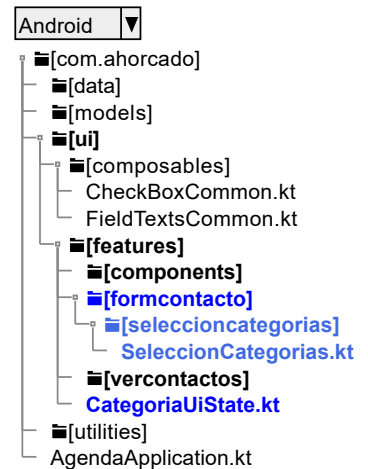 Android
[com.ahorcado]
[data]
[models]
[ui]
[composables]
CheckBoxCommon.kt
FieldTextsCommon.kt
[features]
[components]
[formcontacto]
[seleccioncategorias]
SeleccionCategorias.kt
[vercontactos]
CategoriaUiState.kt
[utilities]
AgendaApplication.kt